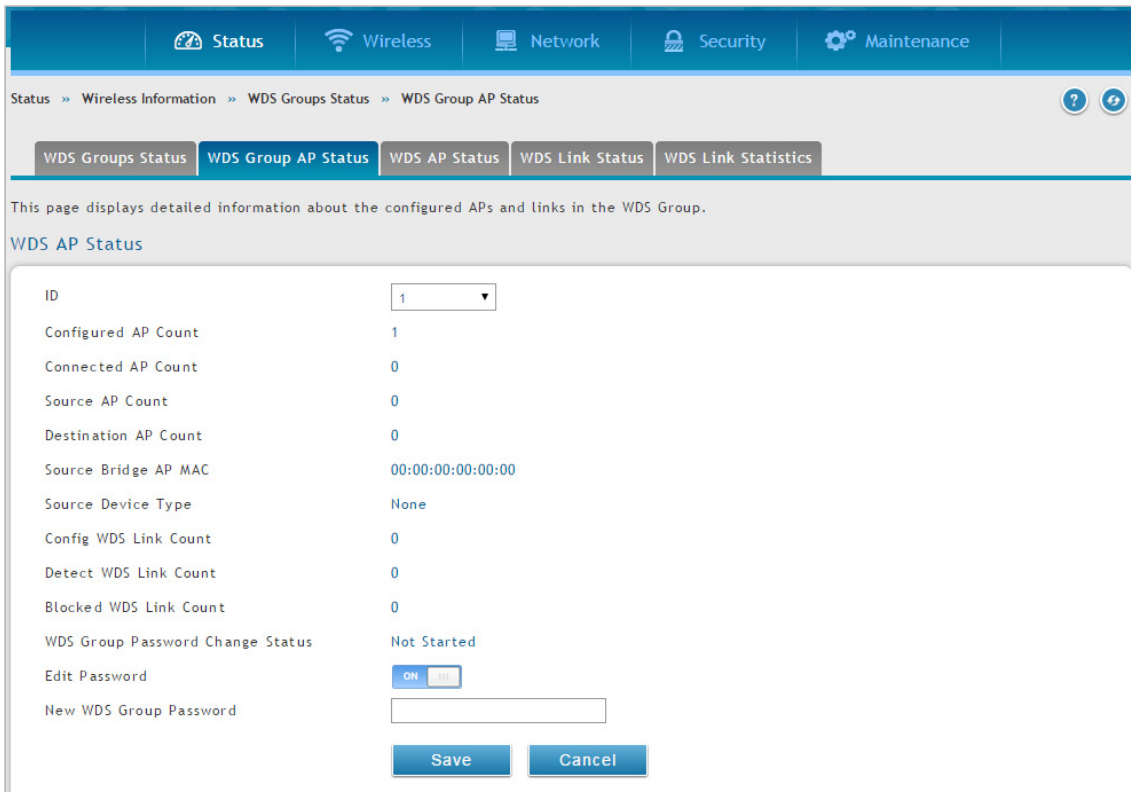 Status Wireless Network Security Maintenance
Status » Wireless Information » WDS Groups Status » WDS Group AP Status
WDS Groups Status WDS Group AP Status WDS AP Status WDS Link Status WDS Link Statistics
This page displays detailed information about the configured APs and links in the WDS Group.
WDS AP Status
ID 1
Configured AP Count 1
Connected AP Count 0
Source AP Count 0
Destination AP Count 0
Source Bridge AP MAC 00:00:00:00:00:00
Source Device Type None
Config WDS Link Count 0
Detect WDS Link Count 0
Blocked WDS Link Count 0
WDS Group Password Change Status Not Started
Edit Password ON
New WDS Group Password
Save Cancel